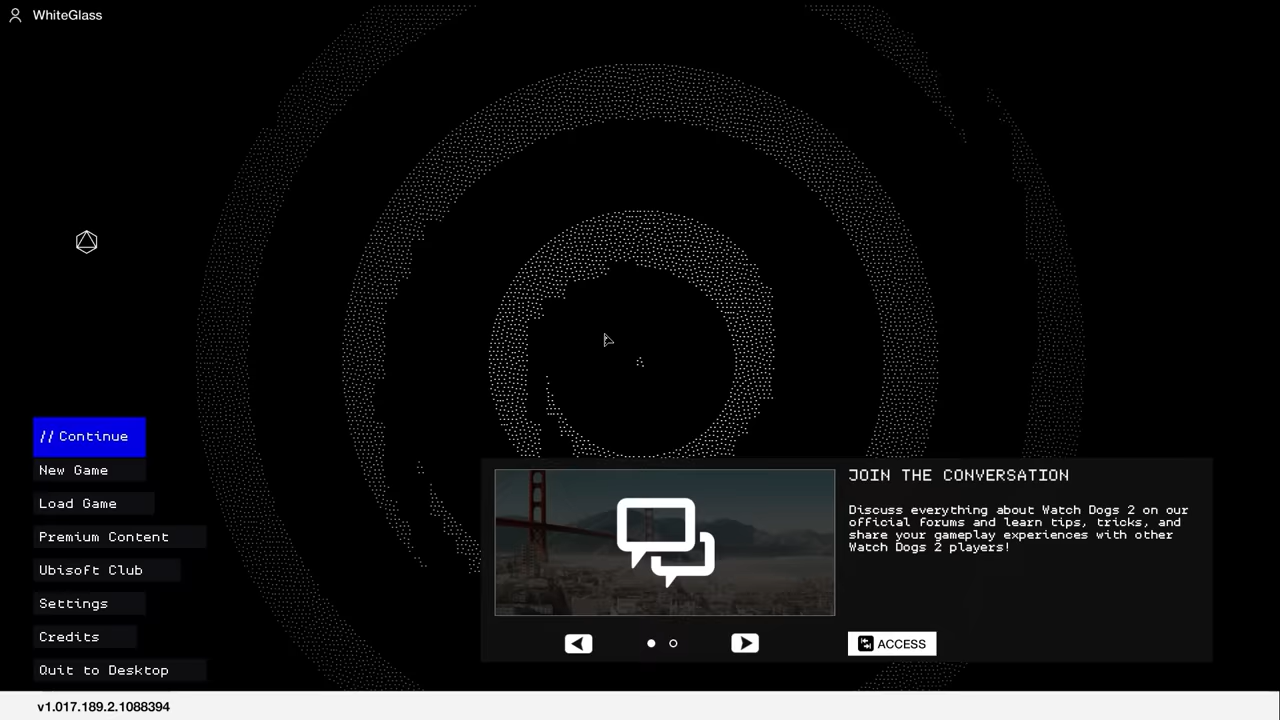 WhiteGlass
// Continue
New Game
Load Game
Premium Content
Ubisoft Club
Settings
Credits
Quit to Desktop
JOIN THE CONVERSATION
Discuss everything about Watch Dogs 2 on our
official forums and learn tips, tricks, and
share your gameplay experiences with other
Watch Dogs 2 players!
ACCESS
v1.017.189.2.1088394